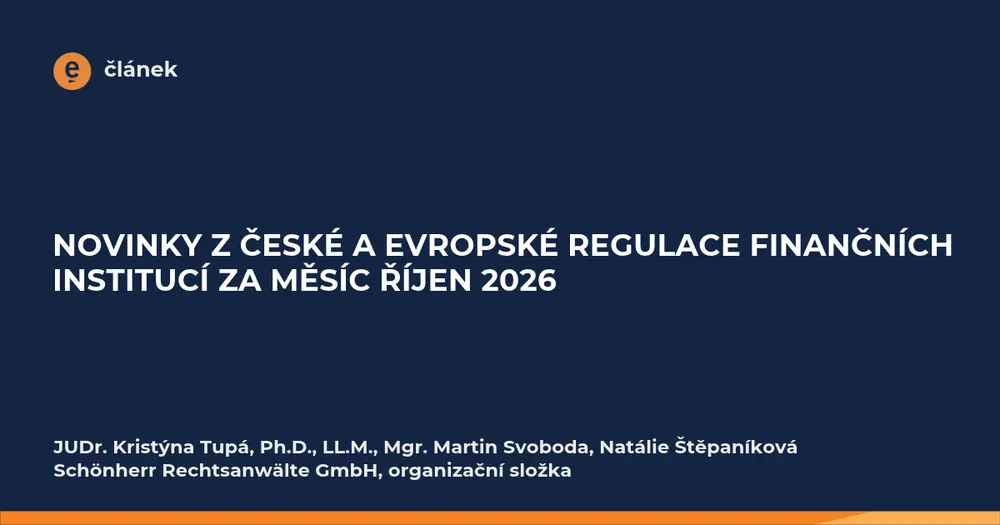 článek
NOVINKY Z ČESKÉ A EVROPSKÉ REGULACE FINANČNÍCH
INSTITUCÍ ZA MĚSÍC ŘÍJEN 2026
JUDr. Kristýna Tupá, Ph.D., LL.M., Mgr. Martin Svoboda, Natálie Štěpaníková
Schönherr Rechtsanwälte GmbH, organizační složka